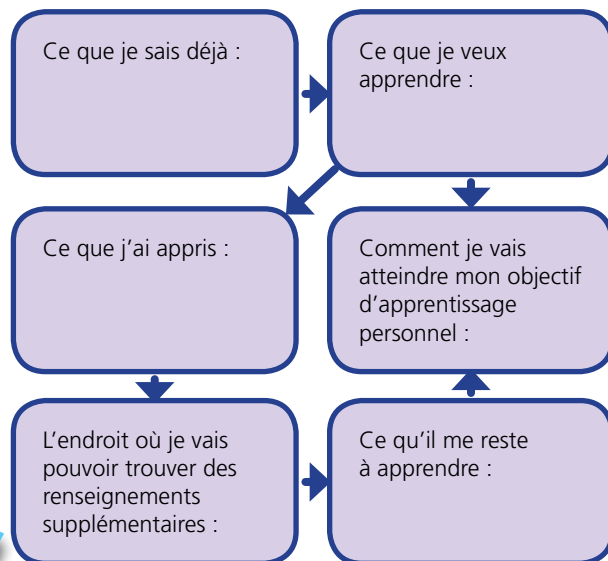 Ce que je sais déjà :
Ce que je veux
apprendre :
Ce que j'ai appris :
Comment je vais
atteindre mon objectif
d'apprentissage
personnel :
L'endroit où je vais
pouvoir trouver des
renseignements
supplémentaires :
Ce qu'il me reste
à apprendre :